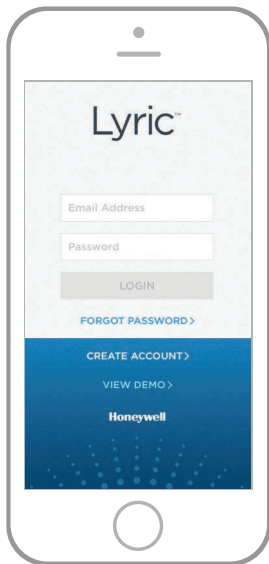 Lyric™
Email Address
Password
LOGIN
FORGOT PASSWORD >
CREATE ACCOUNT >
VIEW DEMO >
Honeywell